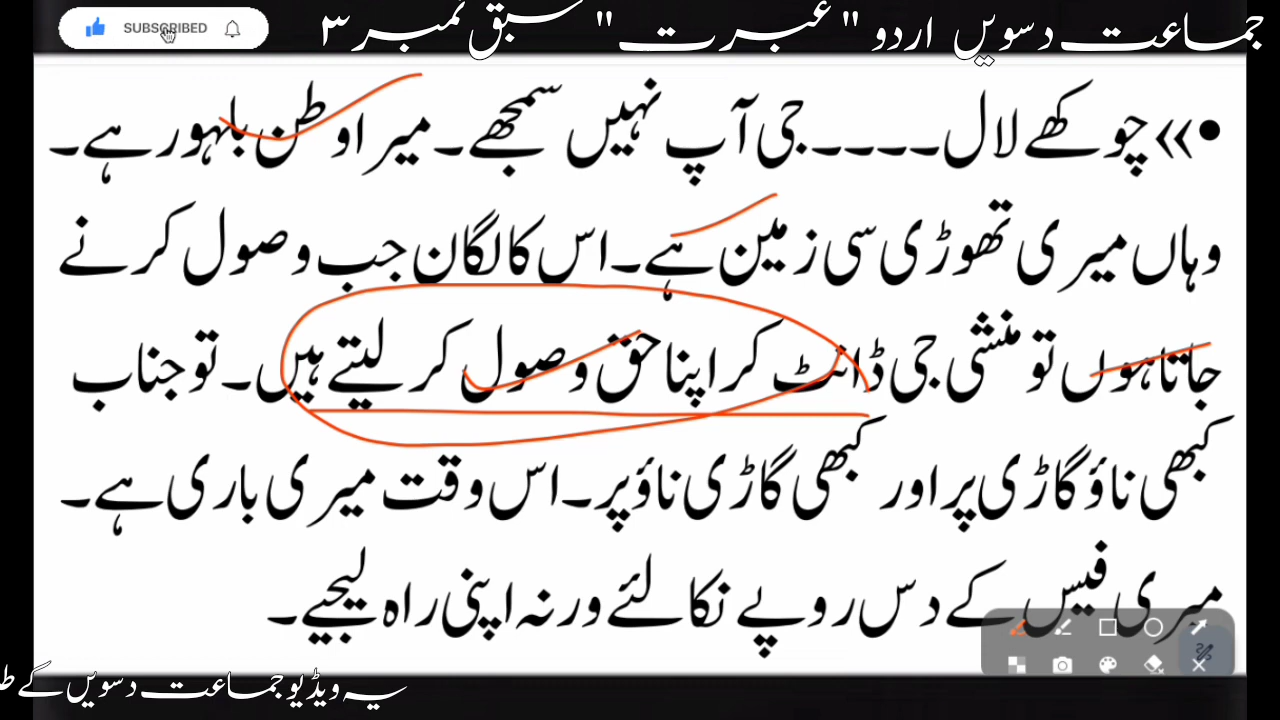 جماعت دسویں اردو "عبرت" سبق نمبر ۳
SUBSCRIBED
•》چوکھے لال۔۔۔۔جی آپ نہیں سمجھے۔ میرا وطن بلہور ہے۔
وہاں میری تھوڑی سی زمین ہے۔ اس کا لگان جب وصول کرنے
جاتا ہوں تو منشی جی ڈانٹ کر اپنا حق وصول کر لیتے ہیں۔ تو جناب
کبھی ناؤ گاڑی پر اور کبھی گاڑی ناؤ پر۔ اس وقت میری باری ہے۔
میری فیس کے دس روپے نکالئے ورنہ اپنی راہ لیجیے۔
یہ ویڈیو جماعت دسویں کے